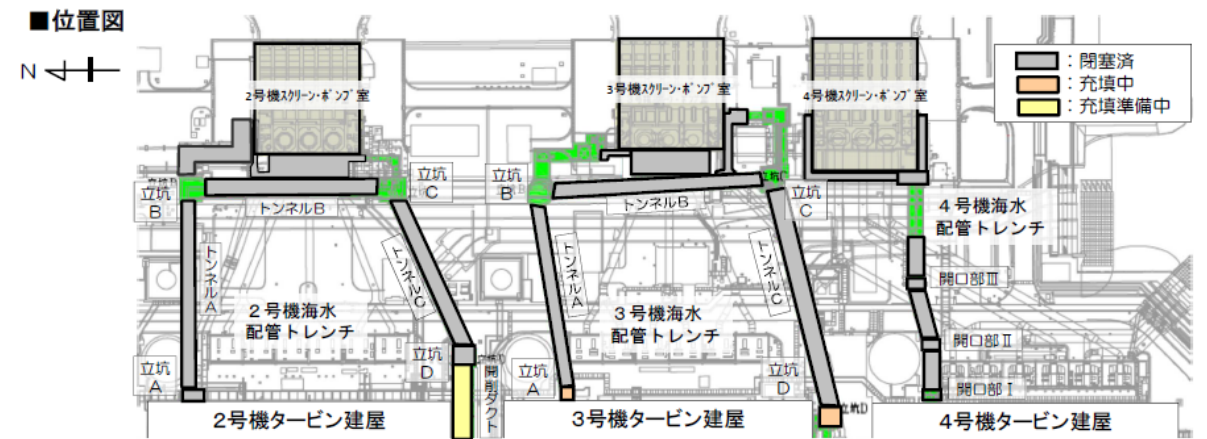 ■位置図
N
：閉塞済
：充填中
：充填準備中
2号機スクリーン・ポンプ室
3号機スクリーン・ポンプ室
4号機スクリーン・ポンプ室
立坑
B
立坑
C
立坑
B
立坑
C
トンネルB
トンネルB
4号機海水
配管トレンチ
トンネルA
トンネルC
トンネルA
トンネルC
開口部Ⅲ
2号機海水
配管トレンチ
3号機海水
配管トレンチ
開口部Ⅱ
立坑
A
立坑
D
開削ダクト
立坑
A
立坑
D
立坑D
開口部Ⅰ
2号機タービン建屋
3号機タービン建屋
4号機タービン建屋